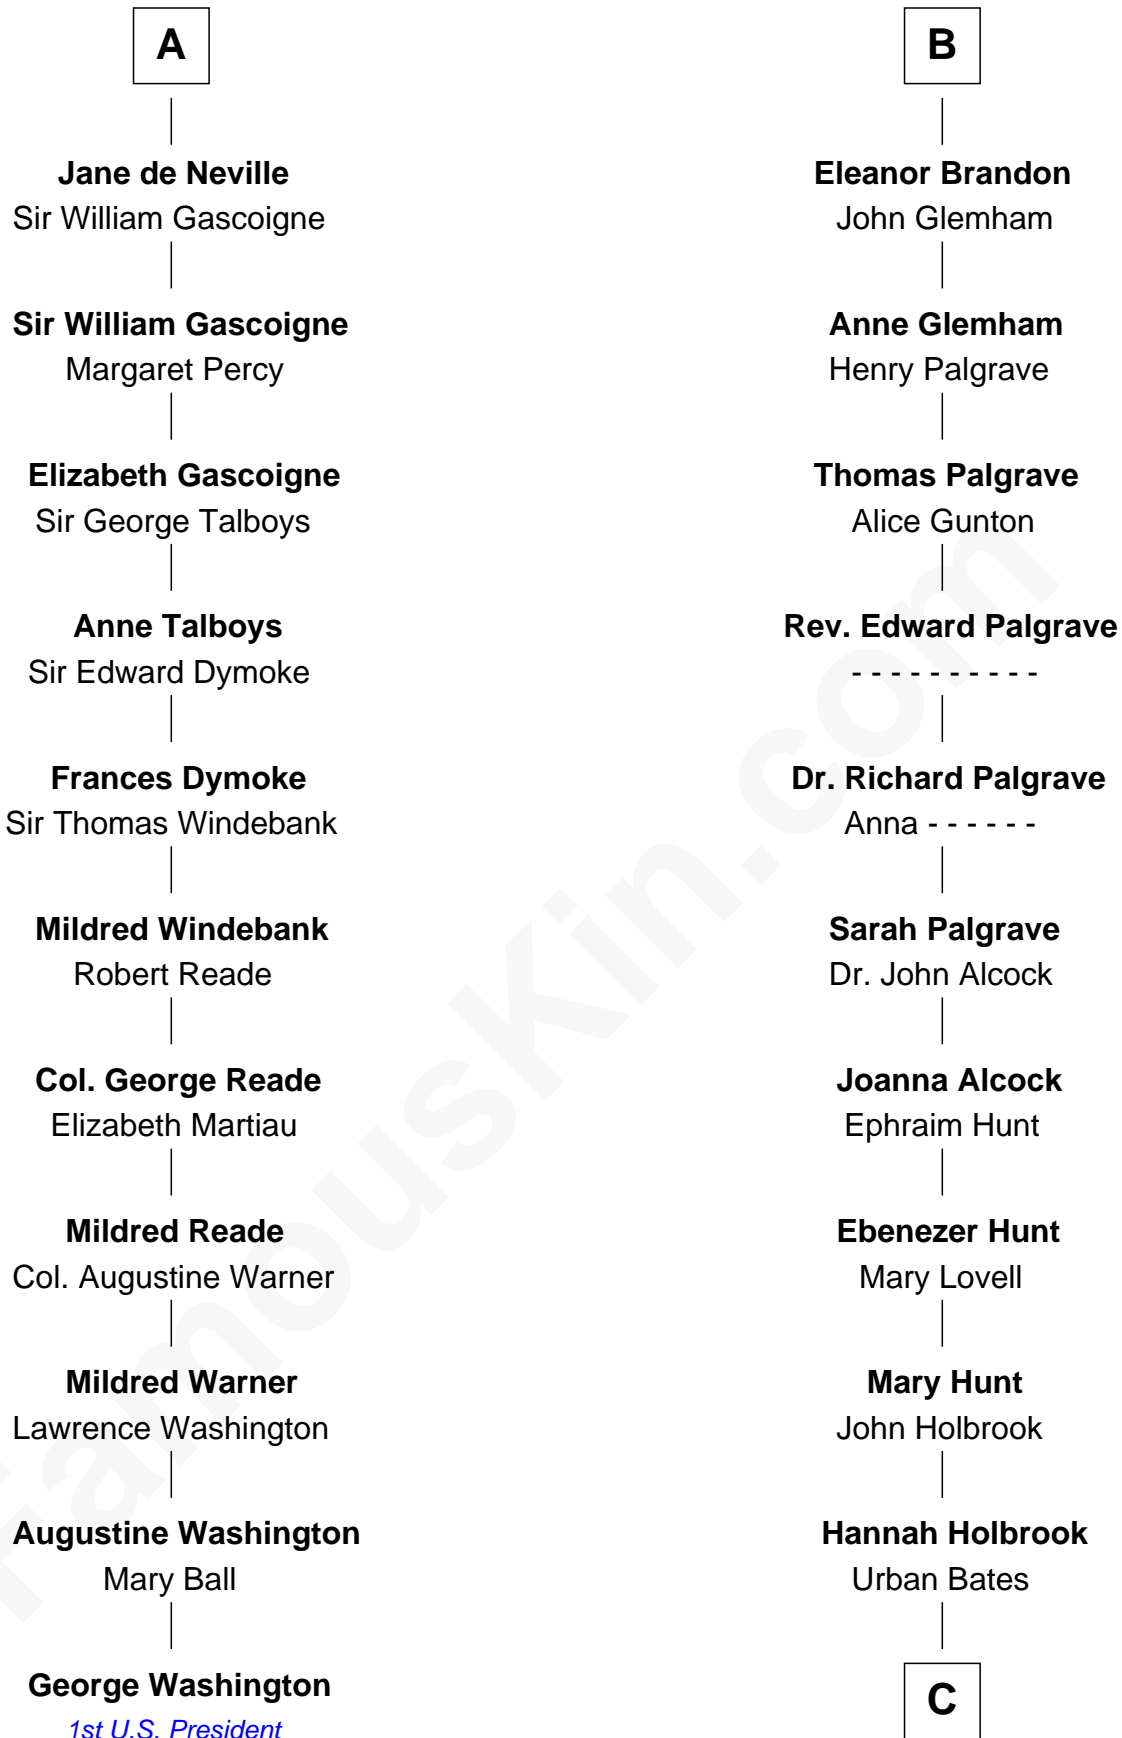 A
Jane de Neville
Sir William Gascoigne
Sir William Gascoigne
Margaret Percy
Elizabeth Gascoigne
Sir George Talboys
Anne Talboys
Sir Edward Dymoke
Frances Dymoke
Sir Thomas Windebank
Mildred Windebank
Robert Reade
Col. George Reade
Elizabeth Martiau
Mildred Reade
Col. Augustine Warner
Mildred Warner
Lawrence Washington
Augustine Washington
Mary Ball
George Washington
1st U.S. President
B
Eleanor Brandon
John Glemham
Anne Glemham
Henry Palgrave
Thomas Palgrave
Alice Gunton
Rev. Edward Palgrave
- - - - - - - - - -
Dr. Richard Palgrave
Anna - - - - - -
Sarah Palgrave
Dr. John Alcock
Joanna Alcock
Ephraim Hunt
Ebenezer Hunt
Mary Lovell
Mary Hunt
John Holbrook
Hannah Holbrook
Urban Bates
C
FamousKin.com